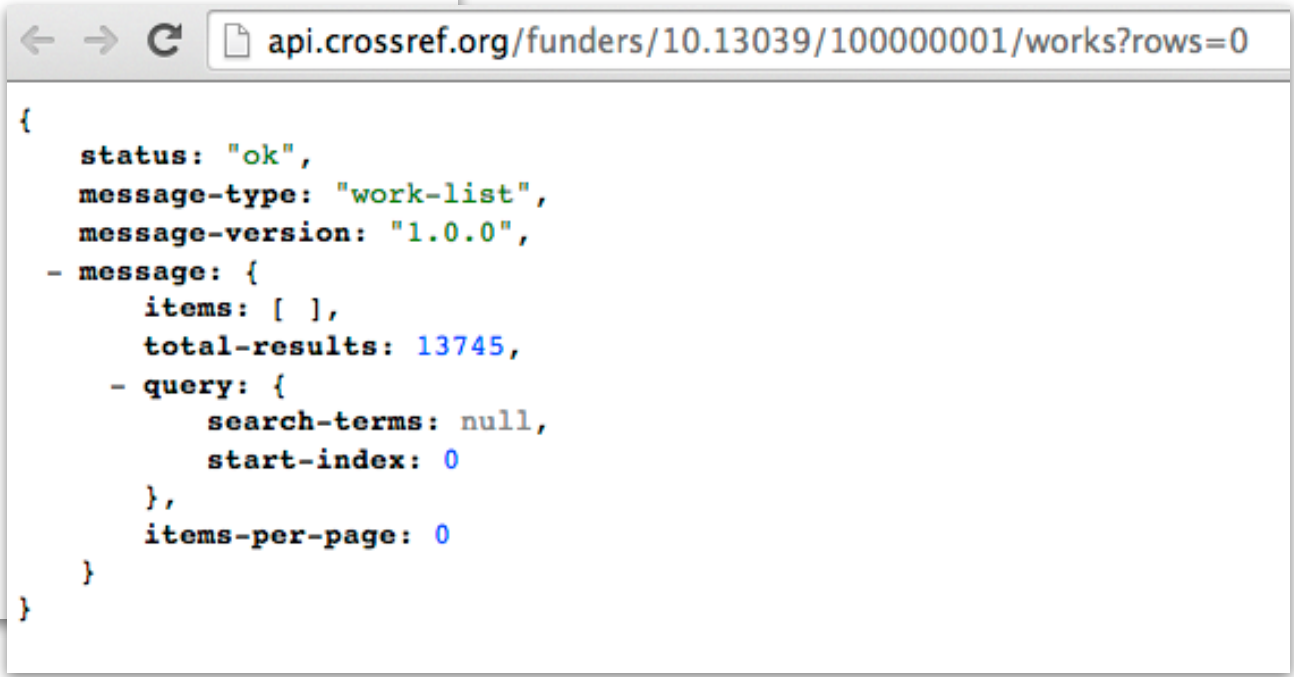 api.crossref.org/funders/10.13039/100000001/works?rows=0
{
status: "ok",
message-type: "work-list",
message-version: "1.0.0",
- message: {
items: [ ],
total-results: 13745,
- query: {
search-terms: null,
start-index: 0
},
items-per-page: 0
}
}